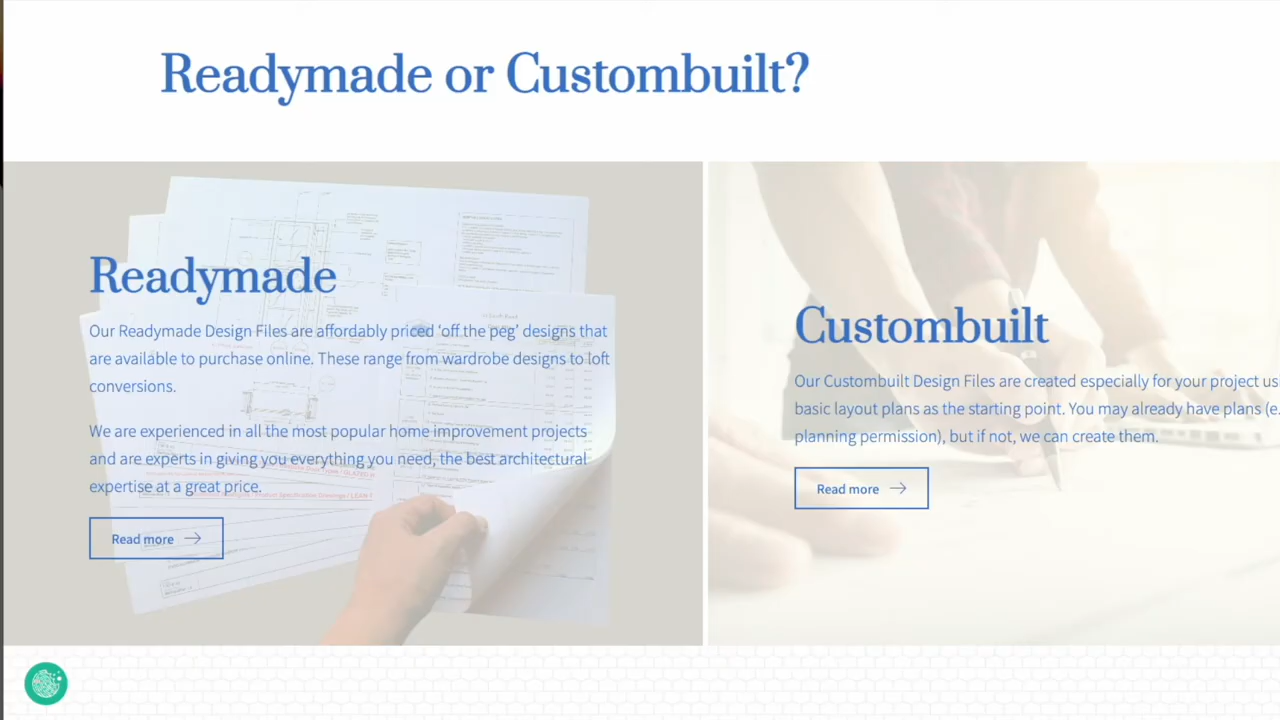 Readymade or Custombuilt?
Readymade
Our Readymade Design Files are affordably priced ‘off the peg’ designs that
are available to purchase online. These range from wardrobe designs to loft
conversions.
We are experienced in all the most popular home improvement projects
and are experts in giving you everything you need, the best architectural
expertise at a great price.
Read more
Custombuilt
Our Custombuilt Design Files are created especially for your project
basic layout plans as the starting point. You may already have plans
planning permission), but if not, we can create them.
Read more